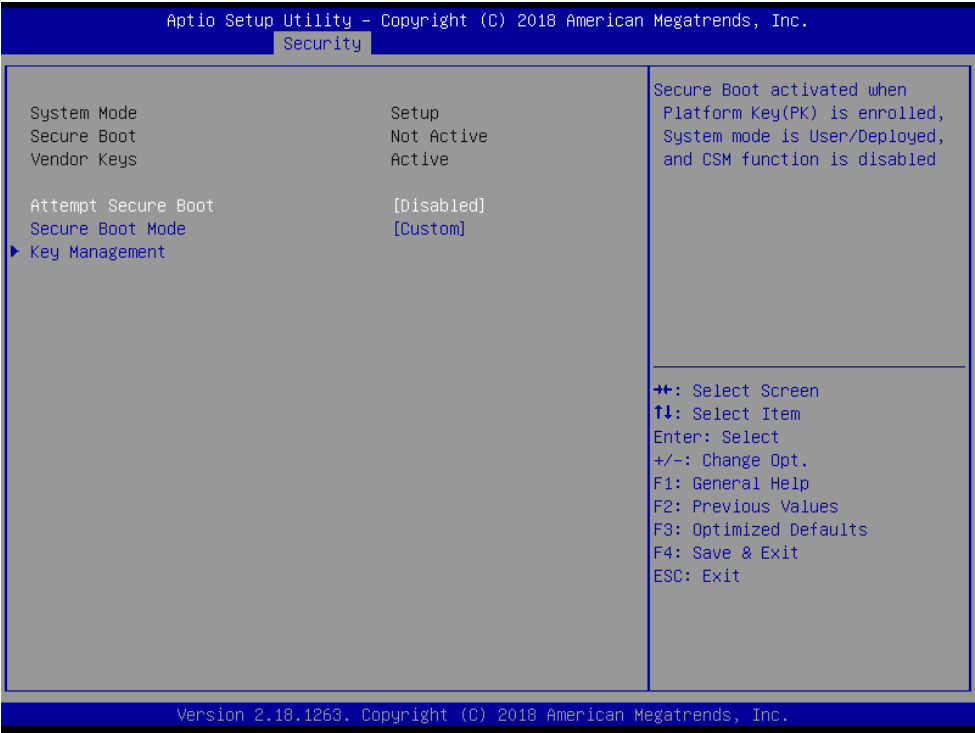 Aptio Setup Utility – Copyright (C) 2018 American Megatrends, Inc.
Security
System Mode Setup
Secure Boot Not Active
Vendor Keys Active
Attempt Secure Boot [Disabled]
Secure Boot Mode [Custom]
Key Management
Secure Boot activated when
Platform Key(PK) is enrolled,
System mode is User/Deployed,
and CSM function is disabled
→←: Select Screen
↑↓: Select Item
Enter: Select
+/-: Change Opt.
F1: General Help
F2: Previous Values
F3: Optimized Defaults
F4: Save & Exit
ESC: Exit
Version 2.18.1263. Copyright (C) 2018 American Megatrends, Inc.